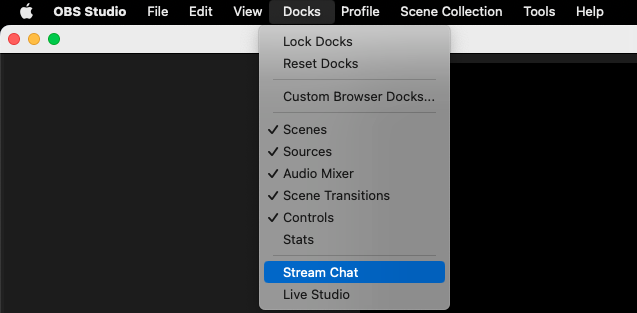 OBS Studio File Edit View Docks Profile Scene Collection Tools Help
Lock Docks
Reset Docks
Custom Browser Docks...
Scenes
Sources
Audio Mixer
Scene Transitions
Controls
Stats
Stream Chat
Live Studio